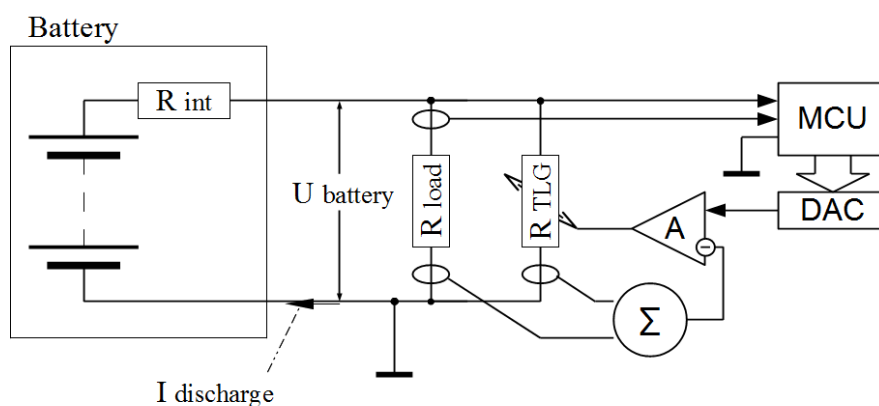 Battery
R int
U battery
R load
R TLG
A
−
MCU
DAC
Σ
I discharge